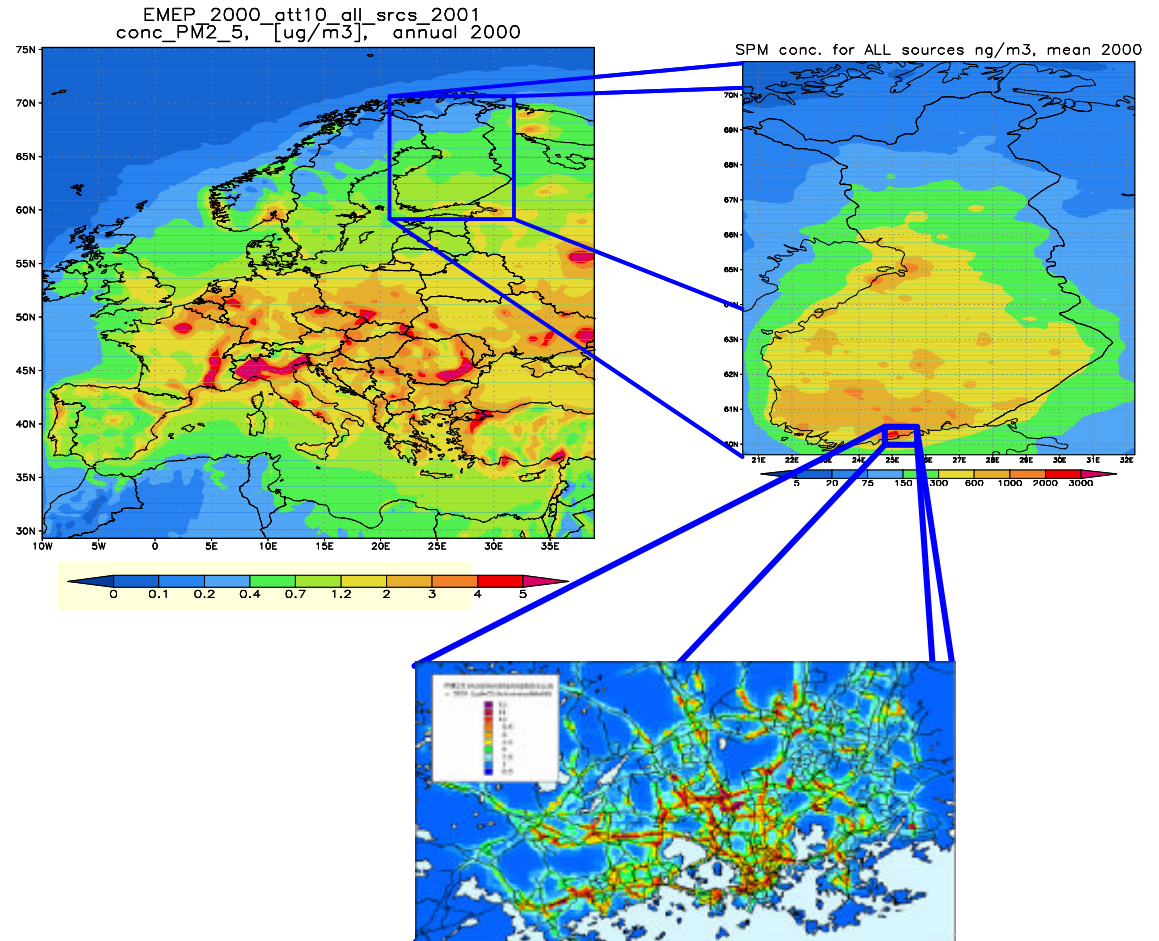 EMEP_2000_att10_all_srcs_2001
conc_PM2_5, [ug/m3], annual 2000
75N
70N
65N
60N
55N
50N
45N
40N
35N
30N
10W 5W 0 5E 10E 15E 20E 25E 30E 35E
0 0.1 0.2 0.4 0.7 1.2 2 3 4 5
SPM conc. for ALL sources ng/m3, mean 2000
70N
69N
68N
67N
66N
65N
63N
62N
61N
21E 22E 24E 25E 27E 28E 29E 30E 31E 32E
5 20 75 150 300 600 1000 2000 3000